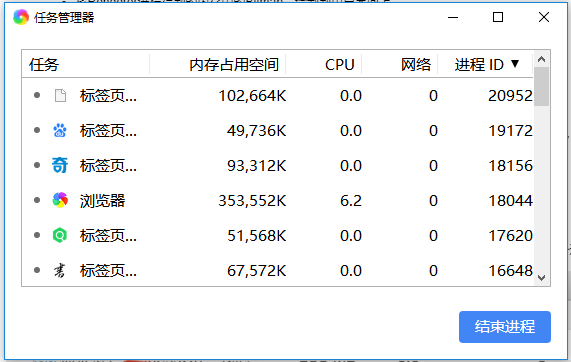 任务管理器
任务 内存占用空间 CPU 网络 进程 ID ▼
标签页... 102,664K 0.0 0 20952
标签页... 49,736K 0.0 0 19172
奇 标签页... 93,312K 0.0 0 18156
浏览器 353,552K 6.2 0 18044
标签页... 51,568K 0.0 0 17620
标签页... 67,572K 0.0 0 16648
结束进程